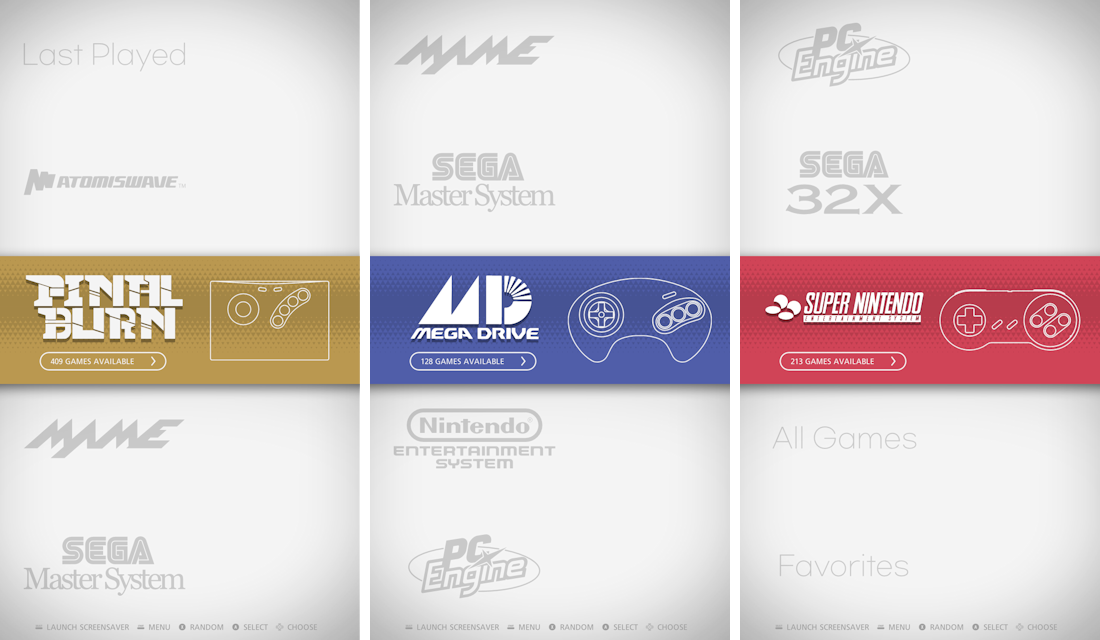 Last Played
ATOMISWAVE TM
FINAL
BURN
409 GAMES AVAILABLE
MAME
SEGA
Master System
LAUNCH SCREENSAVER MENU RANDOM SELECT CHOOSE
MAME
SEGA
Master System
MD
MEGA DRIVE
128 GAMES AVAILABLE
Nintendo
ENTERTAINMENT
SYSTEM
PC
Engine
LAUNCH SCREENSAVER MENU RANDOM SELECT CHOOSE
PC
Engine
SEGA
32X
SUPER NINTENDO
ENTERTAINMENT SYSTEM
213 GAMES AVAILABLE
All Games
Favorites
LAUNCH SCREENSAVER MENU RANDOM SELECT CHOOSE